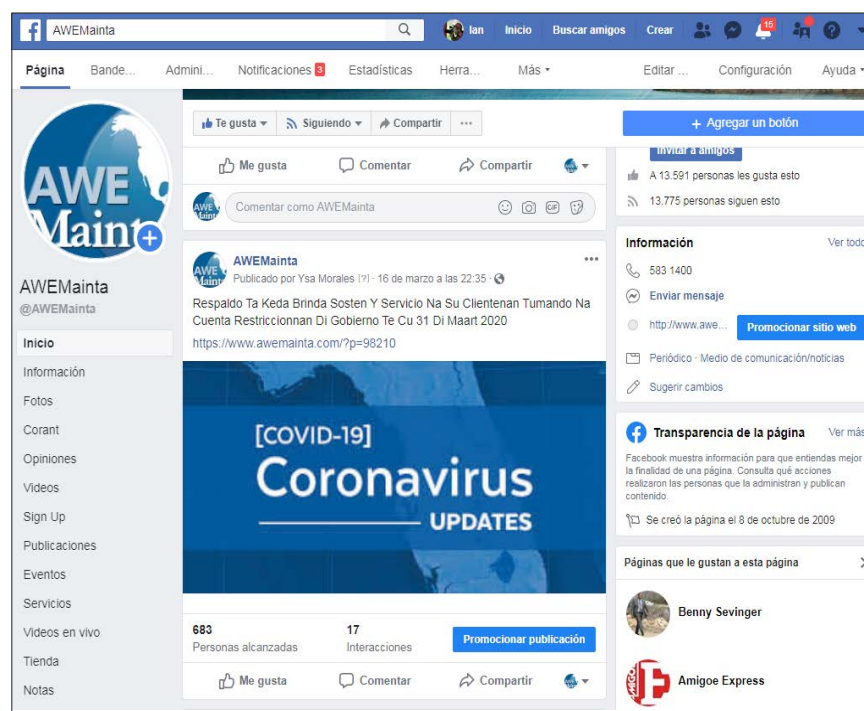 AWEMainta
Ian
Inicio
Buscar amigos
Crear
15
Página
Bande...
Admini...
Notificaciones 3
Estadísticas
Herra...
Más
Editar ...
Configuración
Ayuda
AWE
Mainta
AWEMainta
@AWEMainta
Inicio
Información
Fotos
Corant
Opiniones
Videos
Sign Up
Publicaciones
Eventos
Servicios
Videos en vivo
Tienda
Notas
Te gusta
Siguiendo
Compartir
+ Agregar un botón
Me gusta
Comentar
Compartir
Comentar como AWEMainta
GIF
AWEMainta
Publicado por Ysa Morales [?] · 16 de marzo a las 22:35 ·
Respaldo Ta Keda Brinda Sosten Y Servicio Na Su Clientenan Tumando Na
Cuenta Restriccionnan Di Gobierno Te Cu 31 Di Maart 2020
https://www.awemainta.com/?p=98210
[COVID-19]
Coronavirus
UPDATES
683
Personas alcanzadas
17
Interacciones
Promocionar publicación
Me gusta
Comentar
Compartir
Invitar a amigos
A 13.591 personas les gusta esto
13.775 personas siguen esto
Información
Ver todo
583 1400
Enviar mensaje
http://www.awe...
Promocionar sitio web
Periódico · Medio de comunicación/noticias
Sugerir cambios
Transparencia de la página
Ver más
Facebook muestra información para que entiendas mejor
la finalidad de una página. Consulta qué acciones
realizaron las personas que la administran y publican
contenido.
Se creó la página el 8 de octubre de 2009
Páginas que le gustan a esta página
Benny Sevinger
Amigoe Express